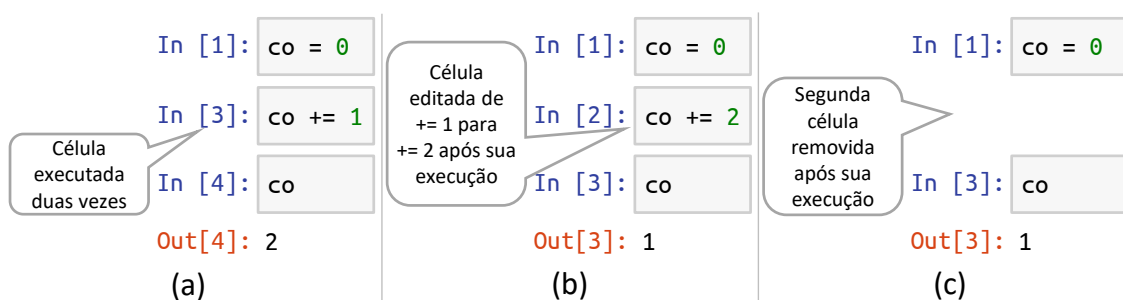 In [1]: co = 0
In [3]: co += 1
Célula
executada
duas vezes
In [4]: co
Out[4]: 2
(a)
In [1]: co = 0
Célula
editada de
+= 1 para
+= 2 após sua
execução
In [2]: co += 2
In [3]: co
Out[3]: 1
(b)
In [1]: co = 0
Segunda
célula
removida
após sua
execução
In [3]: co
Out[3]: 1
(c)